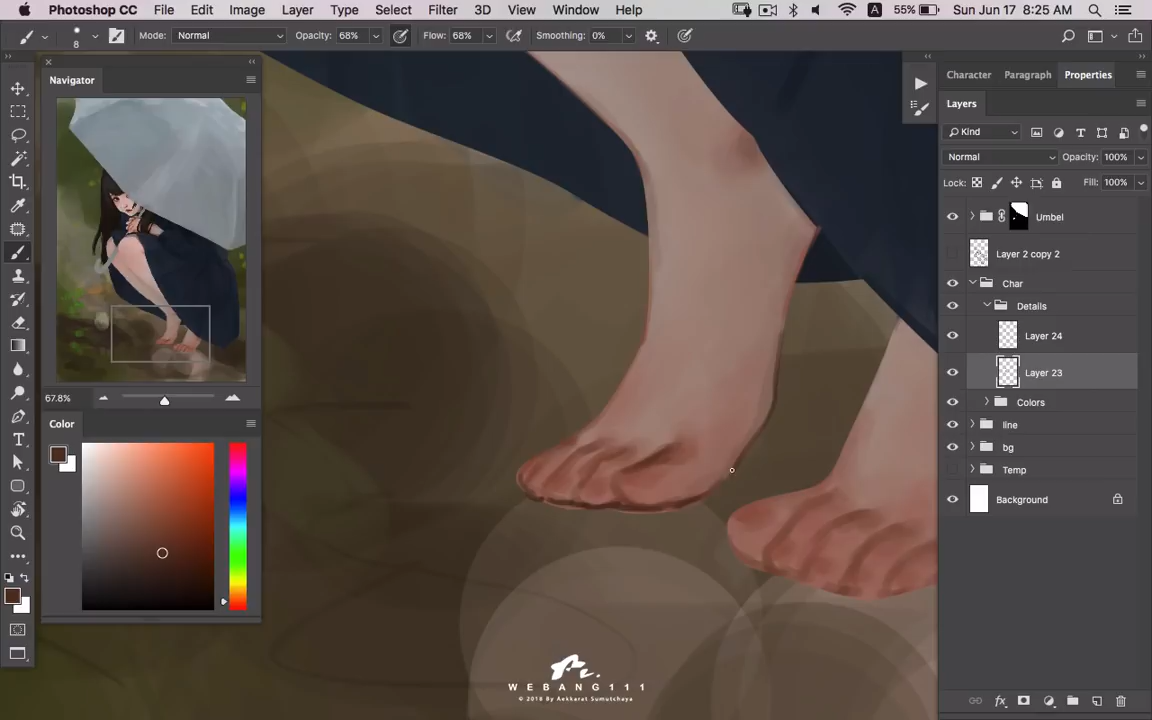 Photoshop CC File Edit Image Layer Type Select Filter 3D View Window Help A 55% Sun Jun 17 8:25 AM
8 Mode: Normal Opacity: 68% Flow: 68% Smoothing: 0%
Navigator
67.8%
Color
Character Paragraph Properties
Layers
Kind
Normal Opacity: 100%
Lock: Fill: 100%
Umbel
Layer 2 copy 2
Char
Details
Layer 24
Layer 23
Colors
line
bg
Temp
Background
WEBANG111
© 2018 By Aekkarat Sumutchaya
fx